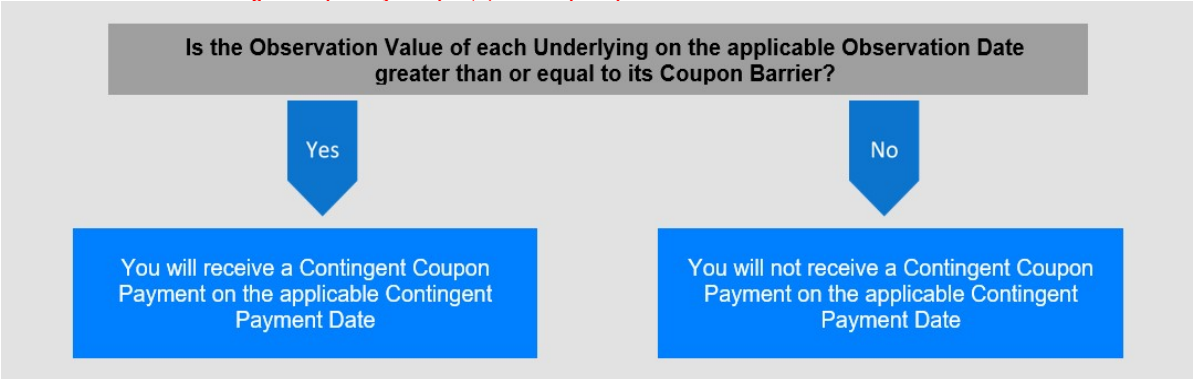 Is the Observation Value of each Underlying on the applicable Observation Date
greater than or equal to its Coupon Barrier?
Yes
No
You will receive a Contingent Coupon
Payment on the applicable Contingent
Payment Date
You will not receive a Contingent Coupon
Payment on the applicable Contingent
Payment Date